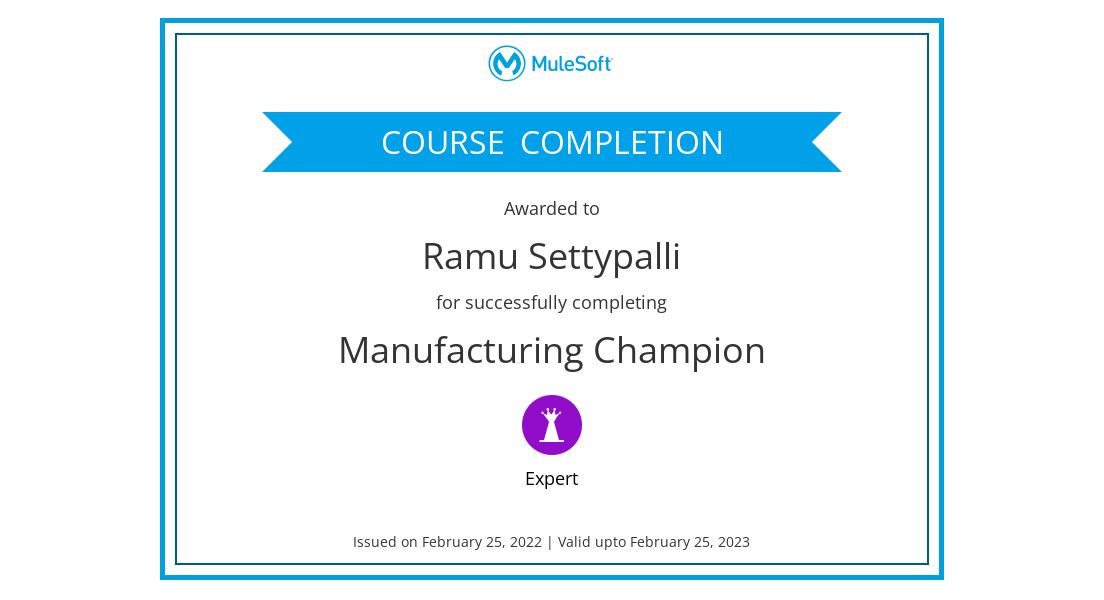 MuleSoft
COURSE COMPLETION
Awarded to
Ramu Settypalli
for successfully completing
Manufacturing Champion
Expert
Issued on February 25, 2022 | Valid upto February 25, 2023